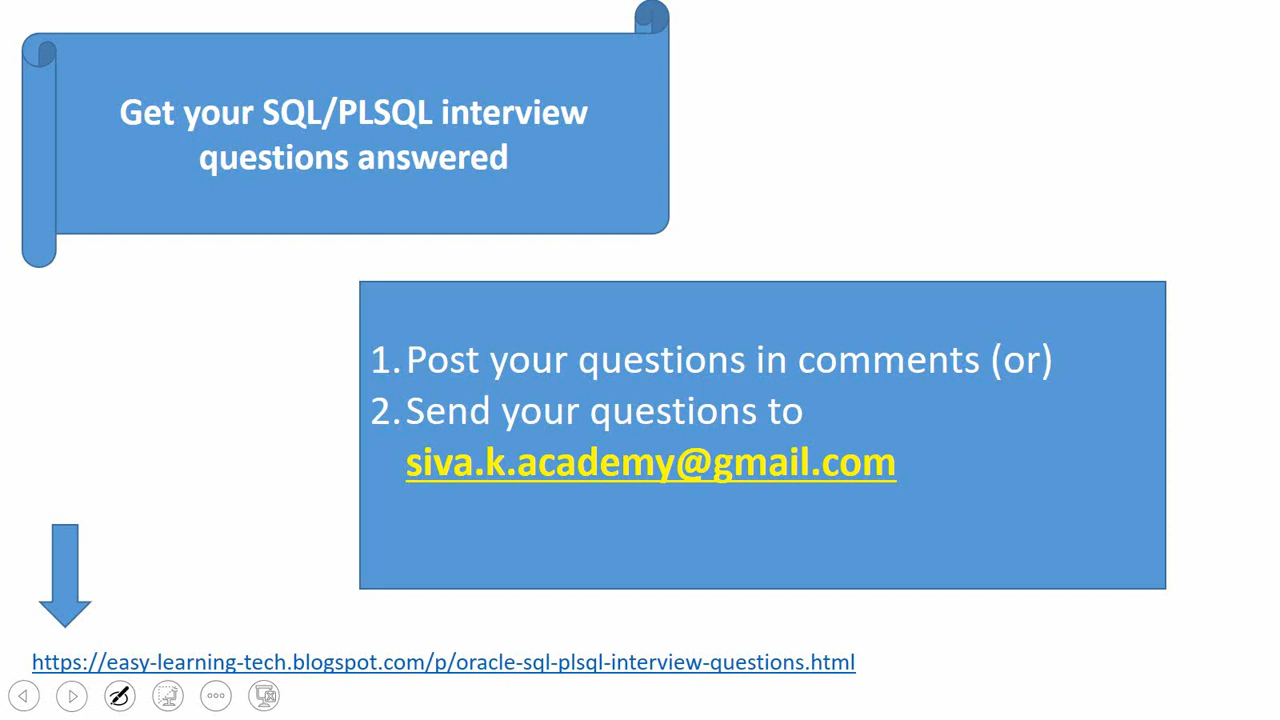 Get your SQL/PLSQL interview
questions answered
1. Post your questions in comments (or)
2. Send your questions to
siva.k.academy@gmail.com
https://easy-learning-tech.blogspot.com/p/oracle-sql-plsql-interview-questions.html